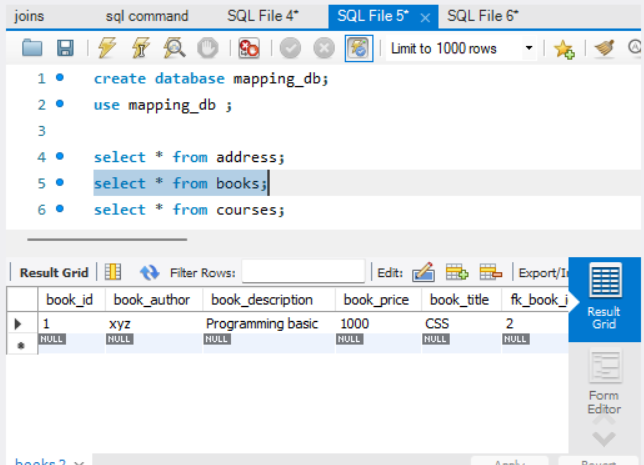 joins sql command SQL File 4* SQL File 5* × SQL File 6*
Limit to 1000 rows
1 create database mapping_db;
2 use mapping_db ;
3
4 select * from address;
5 select * from books;
6 select * from courses;
Result Grid Filter Rows: Edit: Export/I
book_id book_author book_description book_price book_title fk_book_i
1 xyz Programming basic 1000 CSS 2
NULL NULL NULL NULL NULL NULL
Result
Grid
Form
Editor
books 2 × Apply Revert